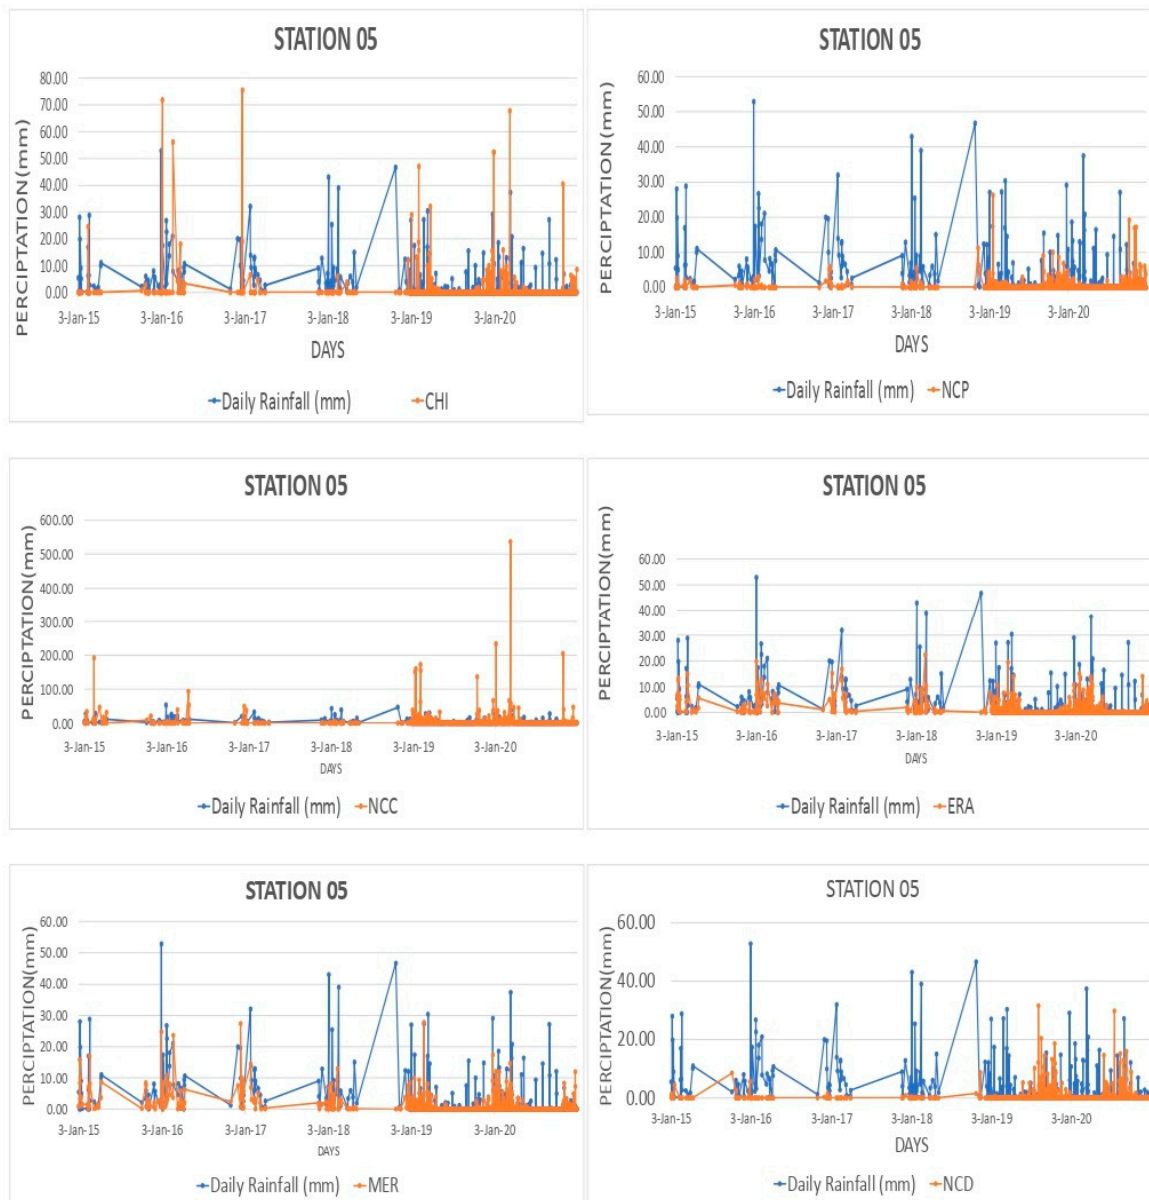 STATION 05
PERCIPTATION(mm)
80.00
70.00
60.00
50.00
40.00
30.00
20.00
10.00
0.00
3-Jan-15 3-Jan-16 3-Jan-17 3-Jan-18 3-Jan-19 3-Jan-20
DAYS
Daily Rainfall (mm) CHI
STATION 05
PERCIPTATION(mm)
60.00
50.00
40.00
30.00
20.00
10.00
0.00
3-Jan-15 3-Jan-16 3-Jan-17 3-Jan-18 3-Jan-19 3-Jan-20
DAYS
Daily Rainfall (mm) NCP
STATION 05
PERCIPTATION(mm)
600.00
500.00
400.00
300.00
200.00
100.00
0.00
3-Jan-15 3-Jan-16 3-Jan-17 3-Jan-18 3-Jan-19 3-Jan-20
DAYS
Daily Rainfall (mm) NCC
STATION 05
PERCIPTATION(mm)
60.00
50.00
40.00
30.00
20.00
10.00
0.00
3-Jan-15 3-Jan-16 3-Jan-17 3-Jan-18 3-Jan-19 3-Jan-20
DAYS
Daily Rainfall (mm) ERA
STATION 05
PERCIPTATION(mm)
60.00
50.00
40.00
30.00
20.00
10.00
0.00
3-Jan-15 3-Jan-16 3-Jan-17 3-Jan-18 3-Jan-19 3-Jan-20
DAYS
Daily Rainfall (mm) MER
STATION 05
PERCIPTATION(mm)
60.00
40.00
20.00
0.00
3-Jan-15 3-Jan-16 3-Jan-17 3-Jan-18 3-Jan-19 3-Jan-20
DAYS
Daily Rainfall (mm) NCD